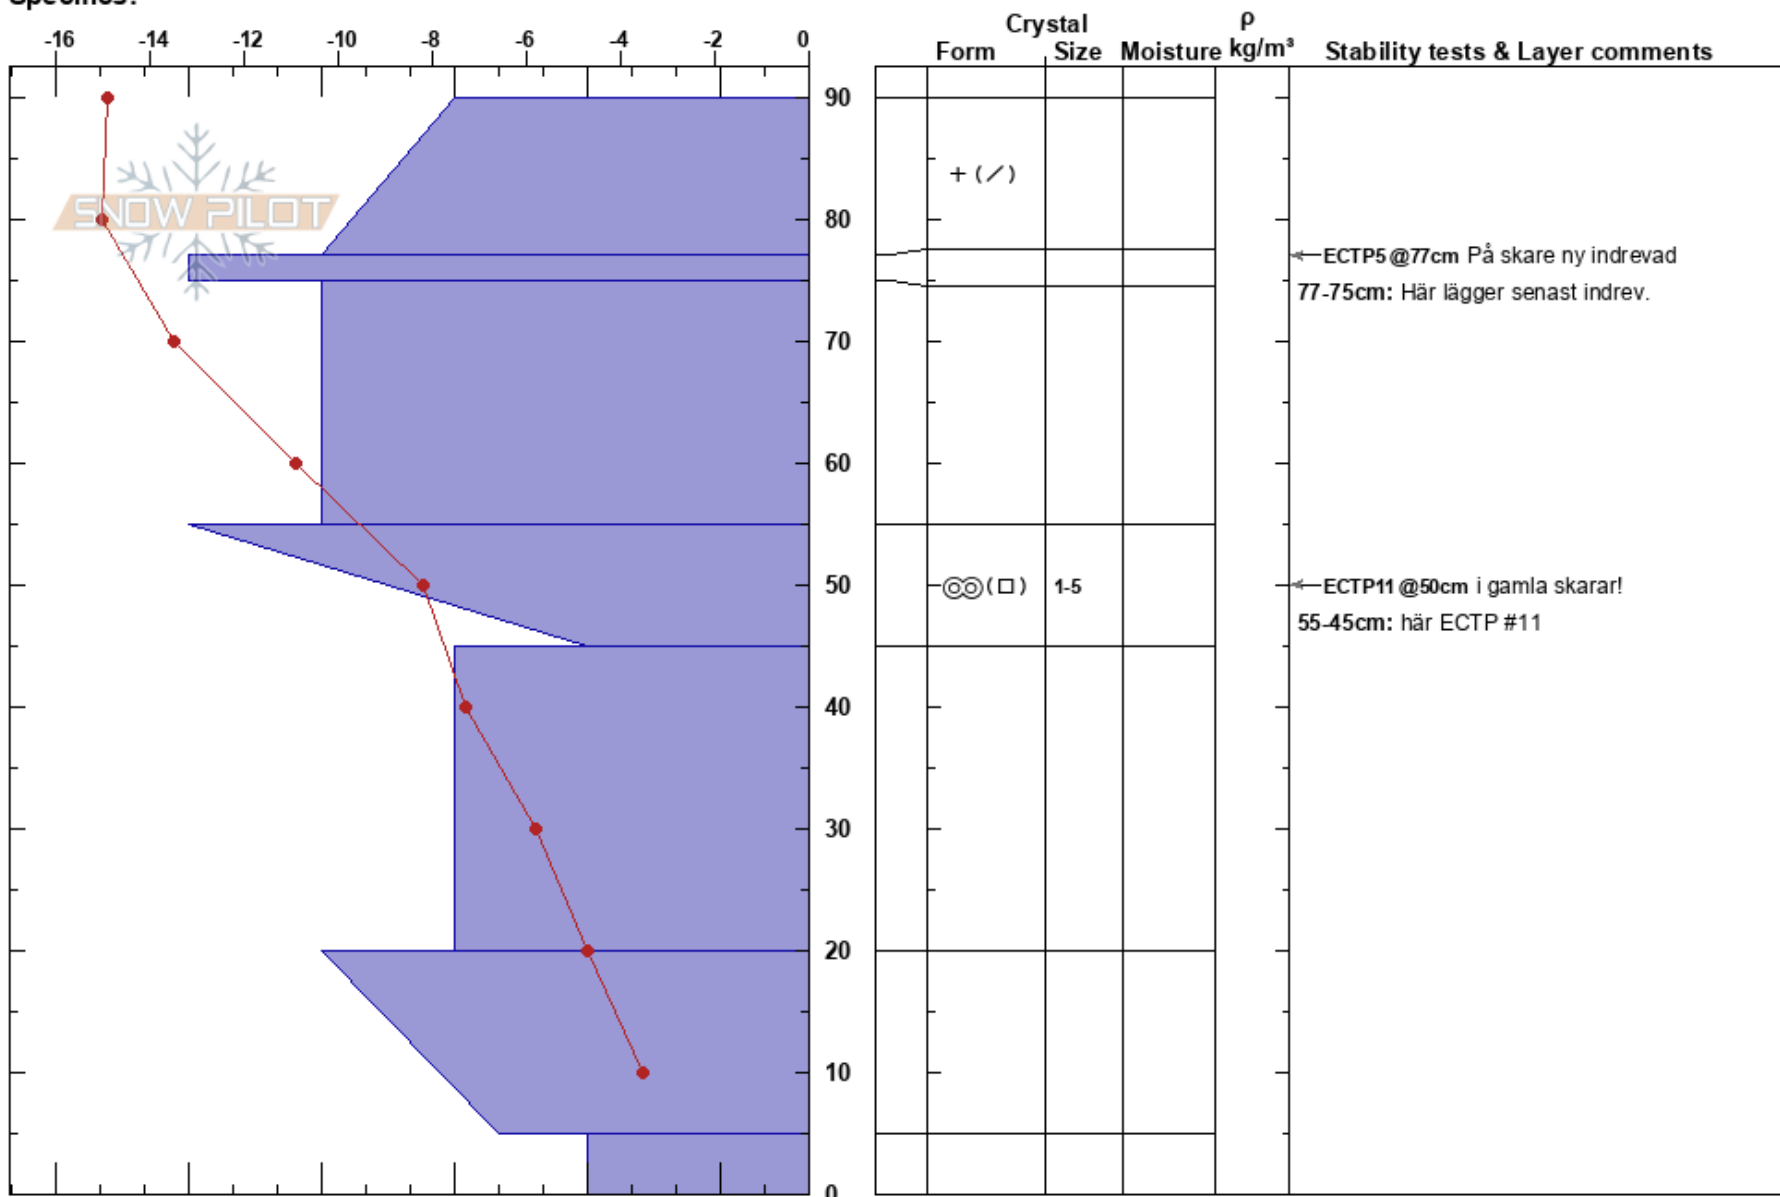 Specifics:
Crystal ρ
-16 -14 -12 -10 -8 -6 -4 -2 0 Form Size Moisture kg/m³ Stability tests & Layer comments
90
+ (/)
SNOW PILOT
80
ECTP5 @77cm På skare ny indrevad
77-75cm: Här lägger senast indrev.
70
60
50 (□) 1-5 ECTP11 @50cm i gamla skarar!
55-45cm: här ECTP #11
40
30
20
10
0